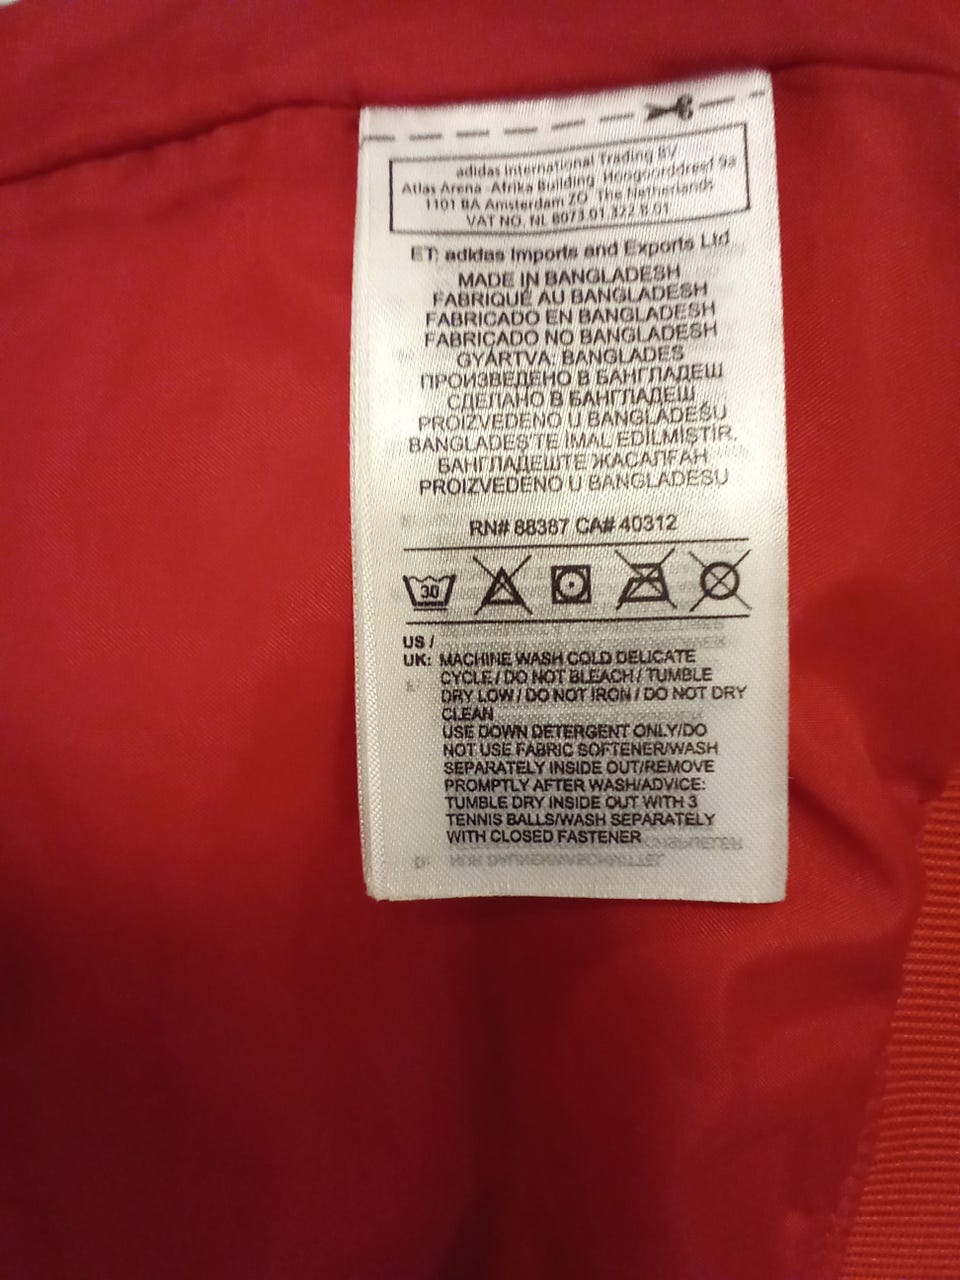 adidas International Trading BV
Atlas Arena -Afrika Building, Hoogoorddreef 9a
1101 BA Amsterdam ZO The Netherlands
VAT NO. NL 8073.01.322.B.01
ET: adidas Imports and Exports Ltd
MADE IN BANGLADESH
FABRIQUÉ AU BANGLADESH
FABRICADO EN BANGLADESH
FABRICADO NO BANGLADESH
GYÁRTVA: BANGLADES
ПРОИЗВЕДЕНО В БАНГЛАДЕШ
СДЕЛАНО В БАНГЛАДЕШ
PROIZVEDENO U BANGLADEŠU
BANGLADEŞ'TE İMAL EDİLMİŞTİR.
БАНГЛАДЕШТЕ ЖАСАЛҒАН
PROIZVEDENO U BANGLADEŠU
RN# 88387 CA# 40312
30
US /
UK: MACHINE WASH COLD DELICATE
CYCLE / DO NOT BLEACH / TUMBLE
DRY LOW / DO NOT IRON / DO NOT DRY
CLEAN
USE DOWN DETERGENT ONLY/DO
NOT USE FABRIC SOFTENER/WASH
SEPARATELY INSIDE OUT/REMOVE
PROMPTLY AFTER WASH/ADVICE:
TUMBLE DRY INSIDE OUT WITH 3
TENNIS BALLS/WASH SEPARATELY
WITH CLOSED FASTENER